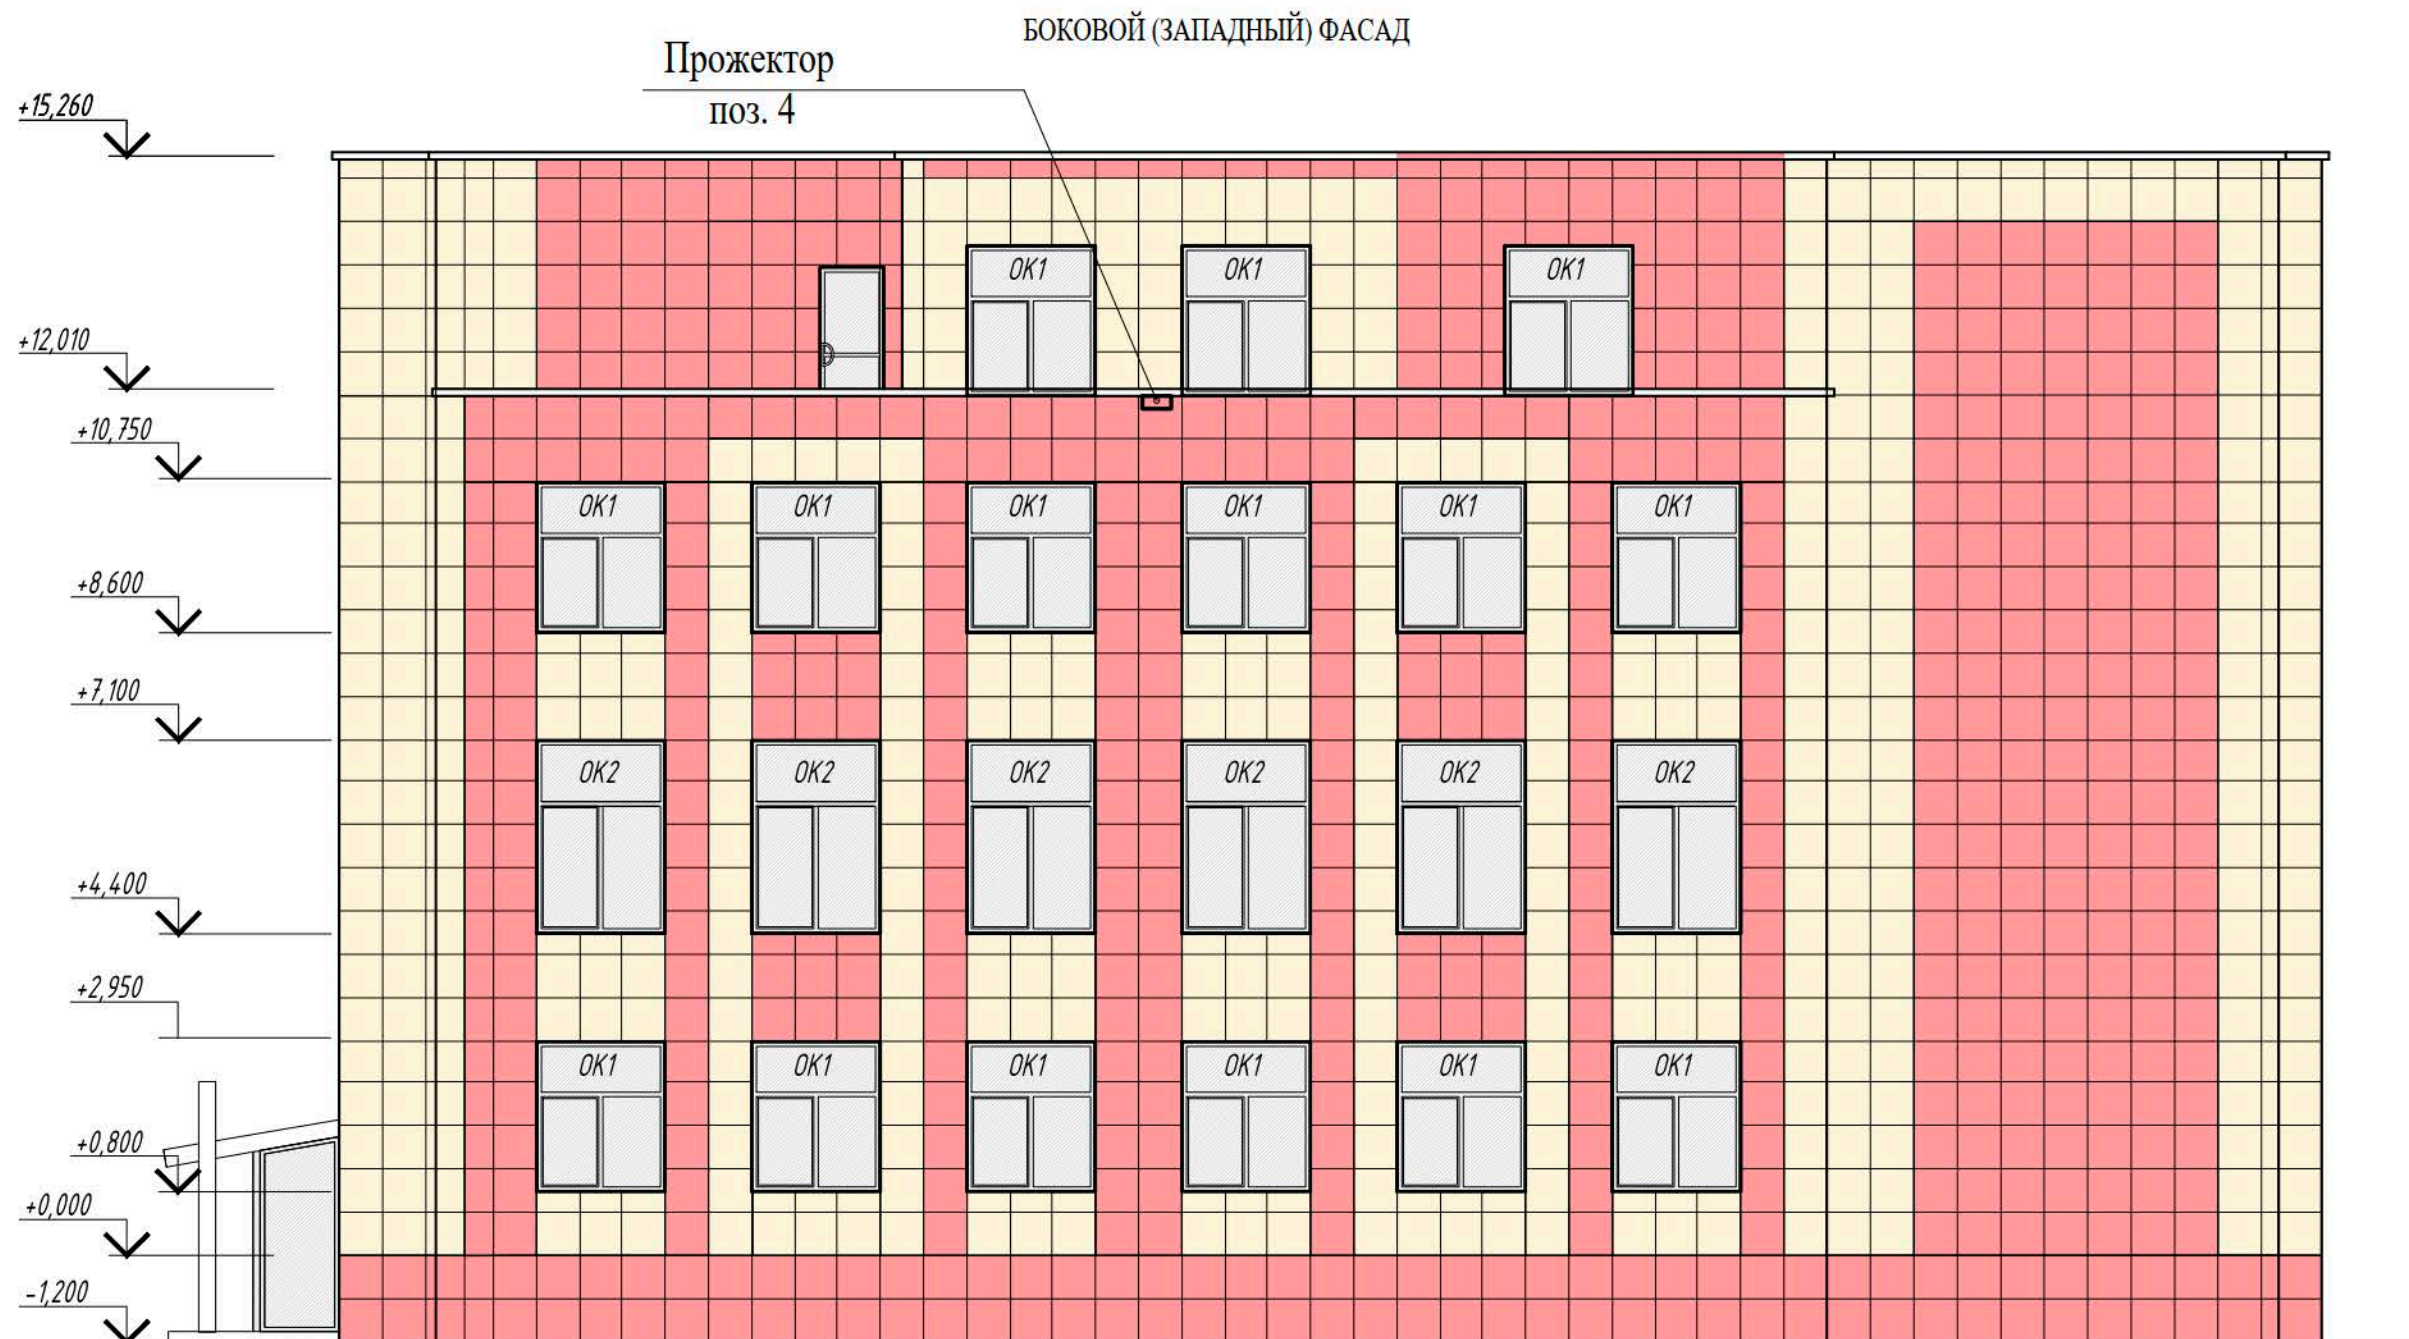 БОКОВОЙ (ЗАПАДНЫЙ) ФАСАД
Прожектор
поз. 4
+15,260
ОК1 ОК1 ОК1
+12,010
+10,750
ОК1 ОК1 ОК1 ОК1 ОК1 ОК1
+8,600
+7,100
ОК2 ОК2 ОК2 ОК2 ОК2 ОК2
+4,400
+2,950
ОК1 ОК1 ОК1 ОК1 ОК1 ОК1
+0,800
+0,000
-1,200